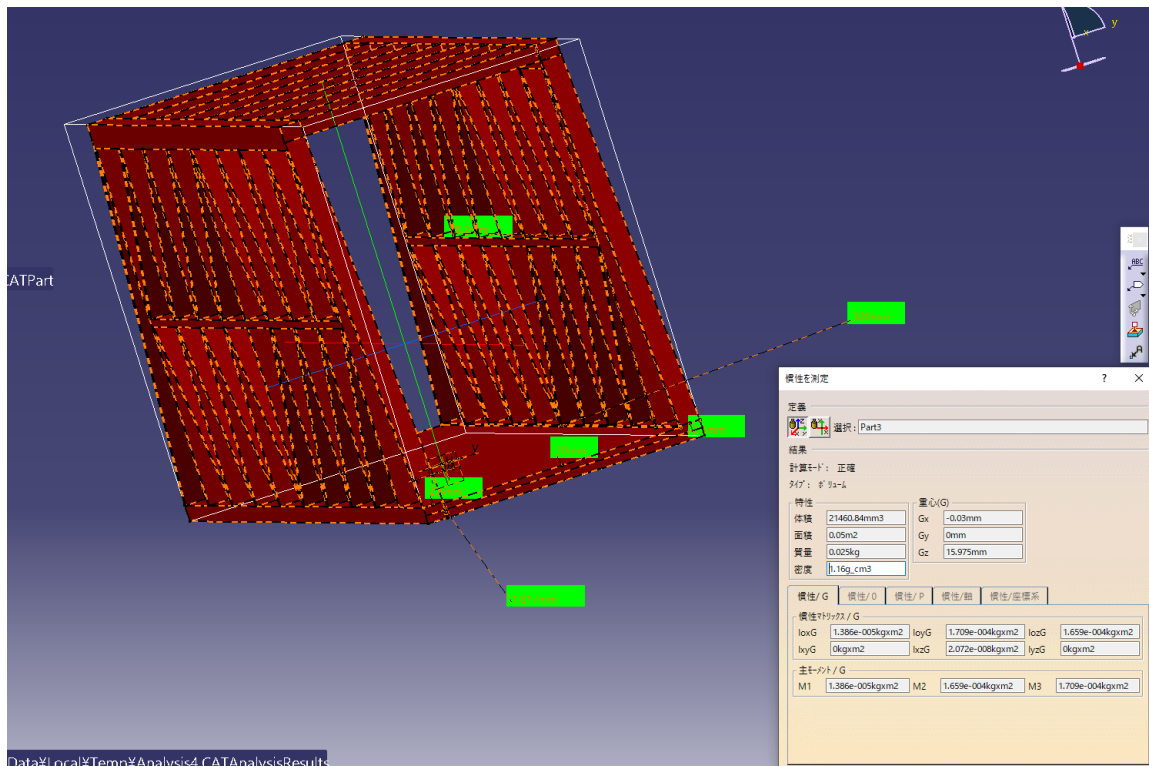 y
x
CATPart
ABC
慣性を測定
? ×
定義
選択: Part3
結果
計算モード: 正確
タイプ: ボリューム
特性
体積 21460.84mm3
面積 0.05m2
質量 0.025kg
密度 1.16g_cm3
重心(G)
Gx -0.03mm
Gy 0mm
Gz 15.975mm
慣性/G 慣性/O 慣性/P 慣性/軸 慣性/座標系
慣性マトリックス/G
IoxG 1.386e-005kgxm2 IoyG 1.709e-004kgxm2 IozG 1.659e-004kgxm2
IxyG 0kgxm2 IxzG 2.072e-008kgxm2 IyzG 0kgxm2
主モーメント/G
M1 1.386e-005kgxm2 M2 1.659e-004kgxm2 M3 1.709e-004kgxm2
Data¥Local¥Temp¥Analysis4.CATAnalysisResults